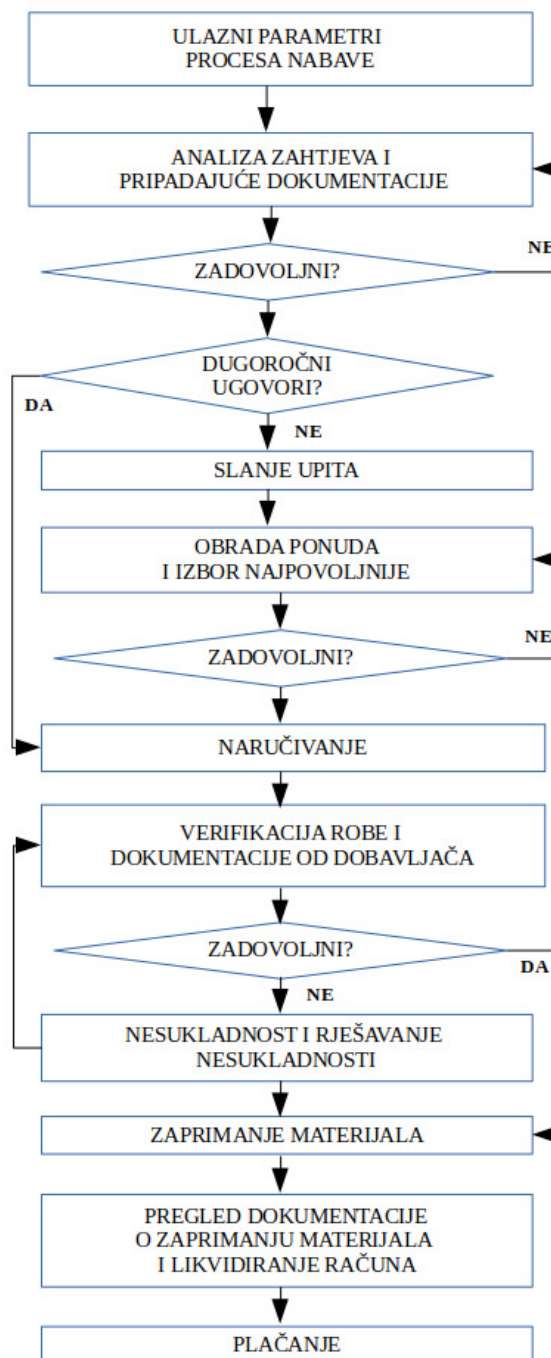 ULAZNI PARAMETRI
PROCESA NABAVE
ANALIZA ZAHTJEVA I
PRIPADAJUĆE DOKUMENTACIJE
NE
ZADOVOLJNI?
DUGOROČNI
UGOVORI?
DA
NE
SLANJE UPITA
OBRADA PONUDA
I IZBOR NAJPOVOLJNIJE
NE
ZADOVOLJNI?
NARUČIVANJE
VERIFIKACIJA ROBE I
DOKUMENTACIJE OD DOBAVLJAČA
ZADOVOLJNI?
DA
NE
NESUKLADNOST I RJEŠAVANJE
NESUKLADNOSTI
ZAPRIMANJE MATERIJALA
PREGLED DOKUMENTACIJE
O ZAPRIMANJU MATERIJALA
I LIKVIDIRANJE RAČUNA
PLAČANJE